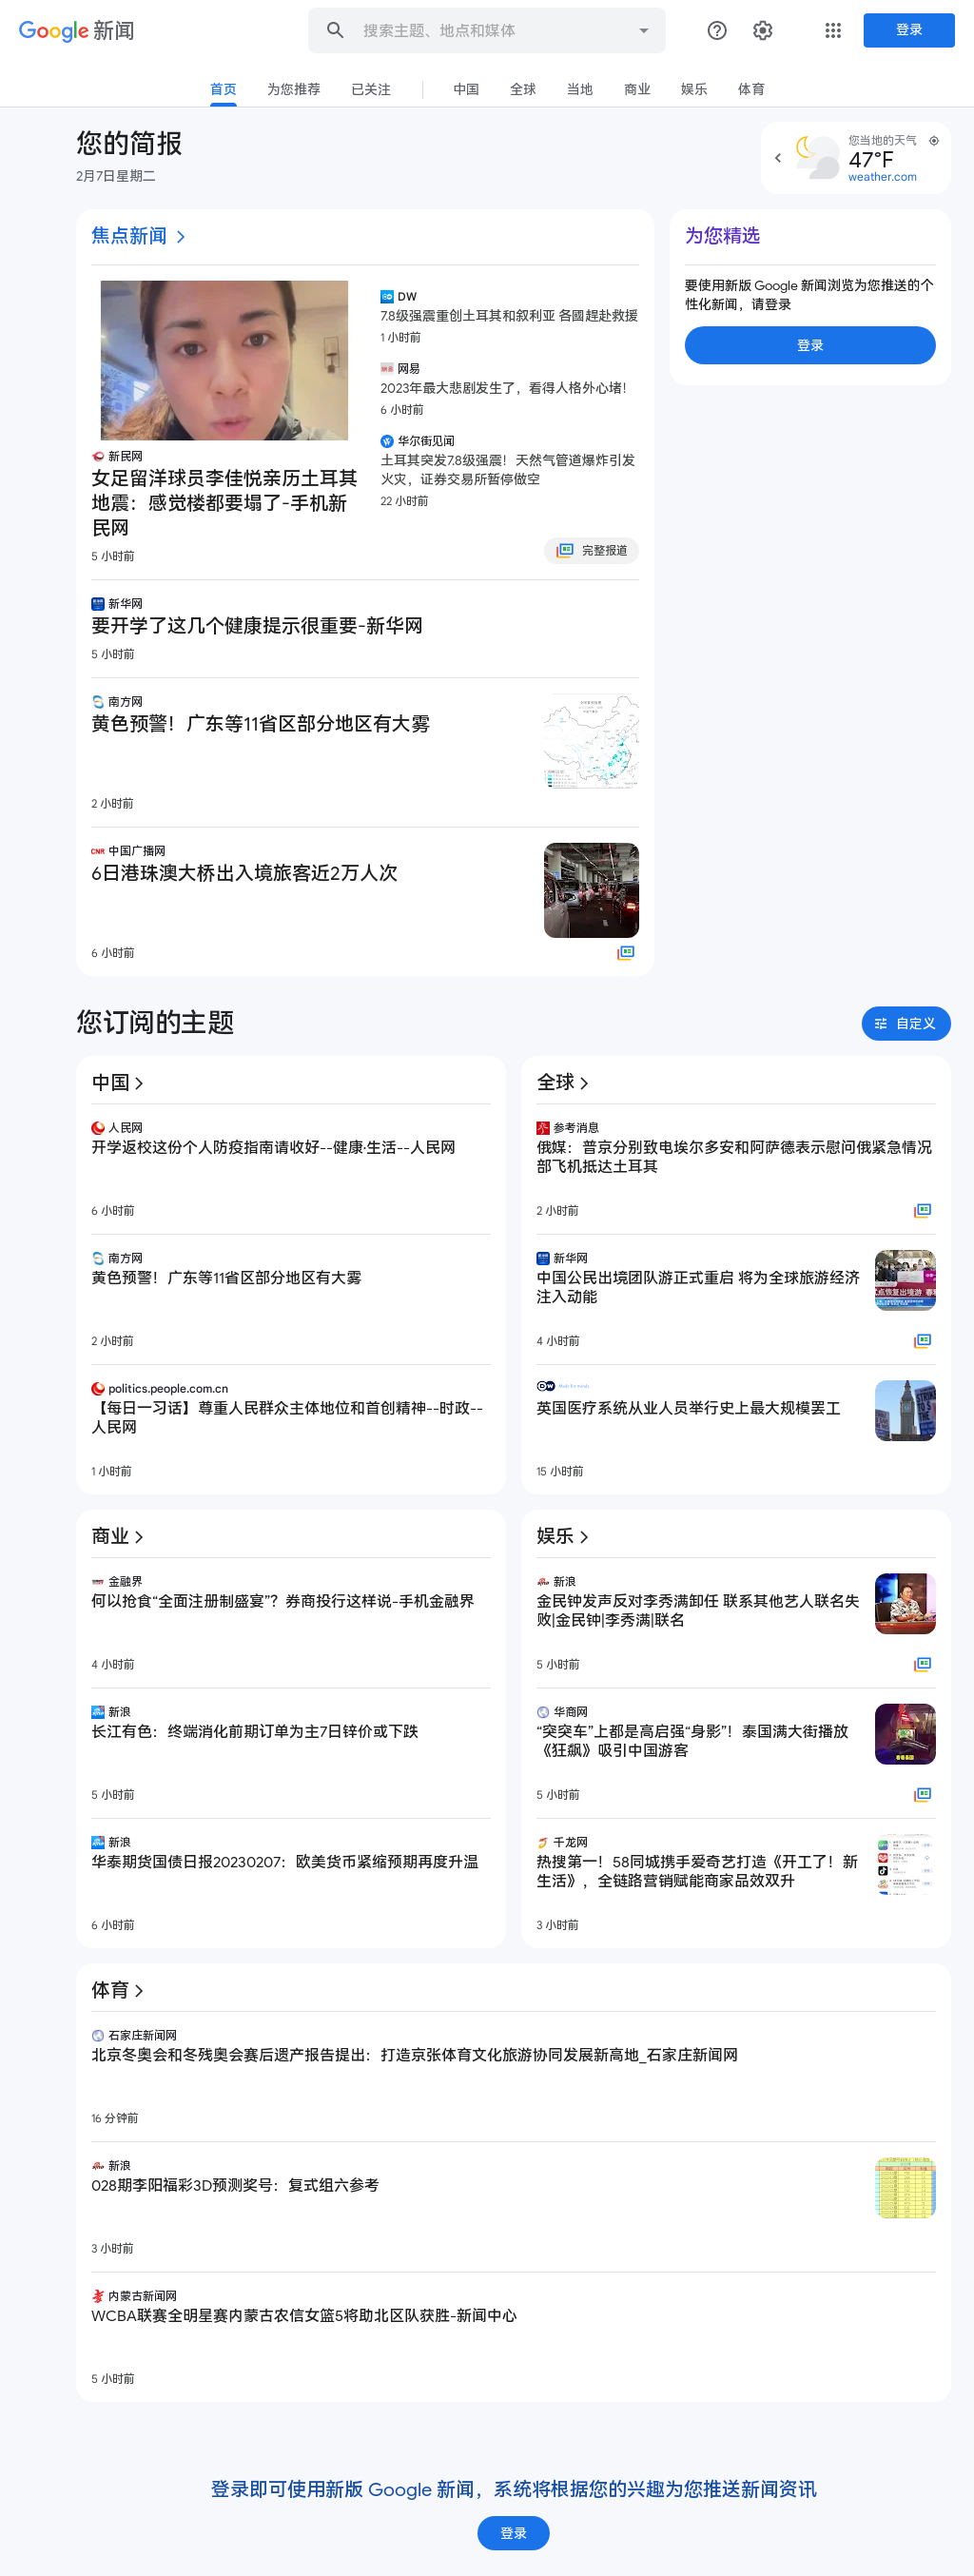 Google 新闻
搜索主题、地点和媒体
登录
首页 为您推荐 已关注 中国 全球 当地 商业 娱乐 体育
您的简报
2月7日星期二
您当地的天气
47°F
weather.com
焦点新闻
新民网
女足留洋球员李佳悦亲历土耳其
地震：感觉楼都要塌了-手机新
民网
5 小时前
DW
7.8级强震重创土耳其和叙利亚 各國趕赴救援
1 小时前
网易
2023年最大悲剧发生了，看得人格外心堵！
6 小时前
华尔街见闻
土耳其突发7.8级强震！天然气管道爆炸引发
火灾，证券交易所暂停做空
22 小时前
完整报道
新华网
要开学了这几个健康提示很重要-新华网
5 小时前
南方网
黄色预警！广东等11省区部分地区有大雾
2 小时前
CNR 中国广播网
6日港珠澳大桥出入境旅客近2万人次
6 小时前
为您精选
要使用新版 Google 新闻浏览为您推送的个
性化新闻，请登录
登录
您订阅的主题
自定义
中国
人民网
开学返校这份个人防疫指南请收好--健康·生活--人民网
6 小时前
南方网
黄色预警！广东等11省区部分地区有大雾
2 小时前
politics.people.com.cn
【每日一习话】尊重人民群众主体地位和首创精神--时政--
人民网
1 小时前
全球
参考消息
俄媒：普京分别致电埃尔多安和阿萨德表示慰问俄紧急情况
部飞机抵达土耳其
2 小时前
新华网
中国公民出境团队游正式重启 将为全球旅游经济
注入动能
4 小时前
DW Made for minds.
英国医疗系统从业人员举行史上最大规模罢工
15 小时前
商业
金融界
何以抢食“全面注册制盛宴”？券商投行这样说-手机金融界
4 小时前
新浪
长江有色：终端消化前期订单为主7日锌价或下跌
5 小时前
新浪
华泰期货国债日报20230207：欧美货币紧缩预期再度升温
6 小时前
娱乐
新浪
金民钟发声反对李秀满卸任 联系其他艺人联名失
败|金民钟|李秀满|联名
5 小时前
华商网
“突突车”上都是高启强“身影”！泰国满大街播放
《狂飙》吸引中国游客
5 小时前
千龙网
热搜第一！58同城携手爱奇艺打造《开工了！新
生活》，全链路营销赋能商家品效双升
3 小时前
体育
石家庄新闻网
北京冬奥会和冬残奥会赛后遗产报告提出：打造京张体育文化旅游协同发展新高地_石家庄新闻网
16 分钟前
新浪
028期李阳福彩3D预测奖号：复式组六参考
3 小时前
内蒙古新闻网
WCBA联赛全明星赛内蒙古农信女篮5将助北区队获胜-新闻中心
5 小时前
登录即可使用新版 Google 新闻，系统将根据您的兴趣为您推送新闻资讯
登录